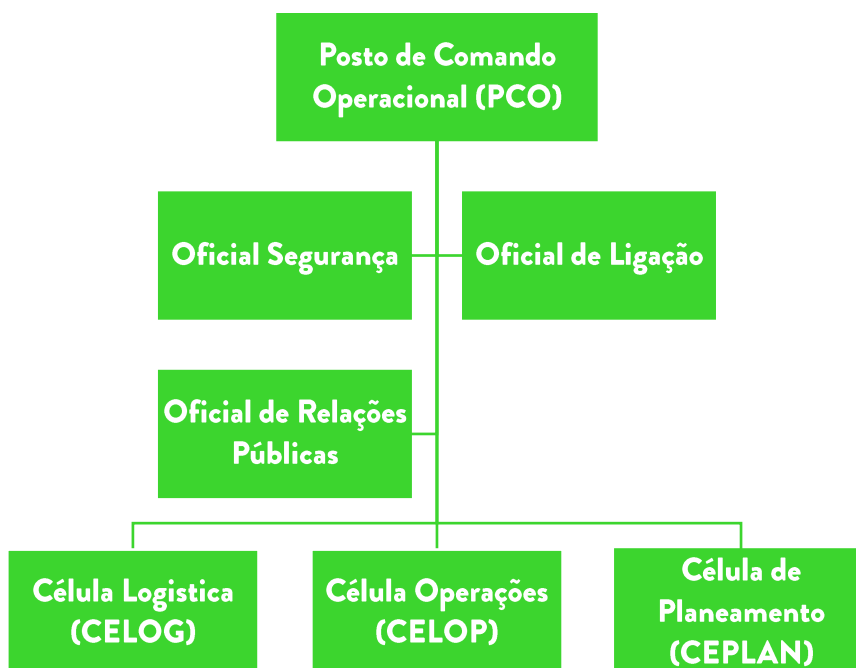 Posto de Comando
Operacional (PCO)
Oficial Segurança
Oficial de Ligação
Oficial de Relações
Públicas
Célula Logistica
(CELOG)
Célula Operações
(CELOP)
Célula de
Planeamento
(CEPLAN)